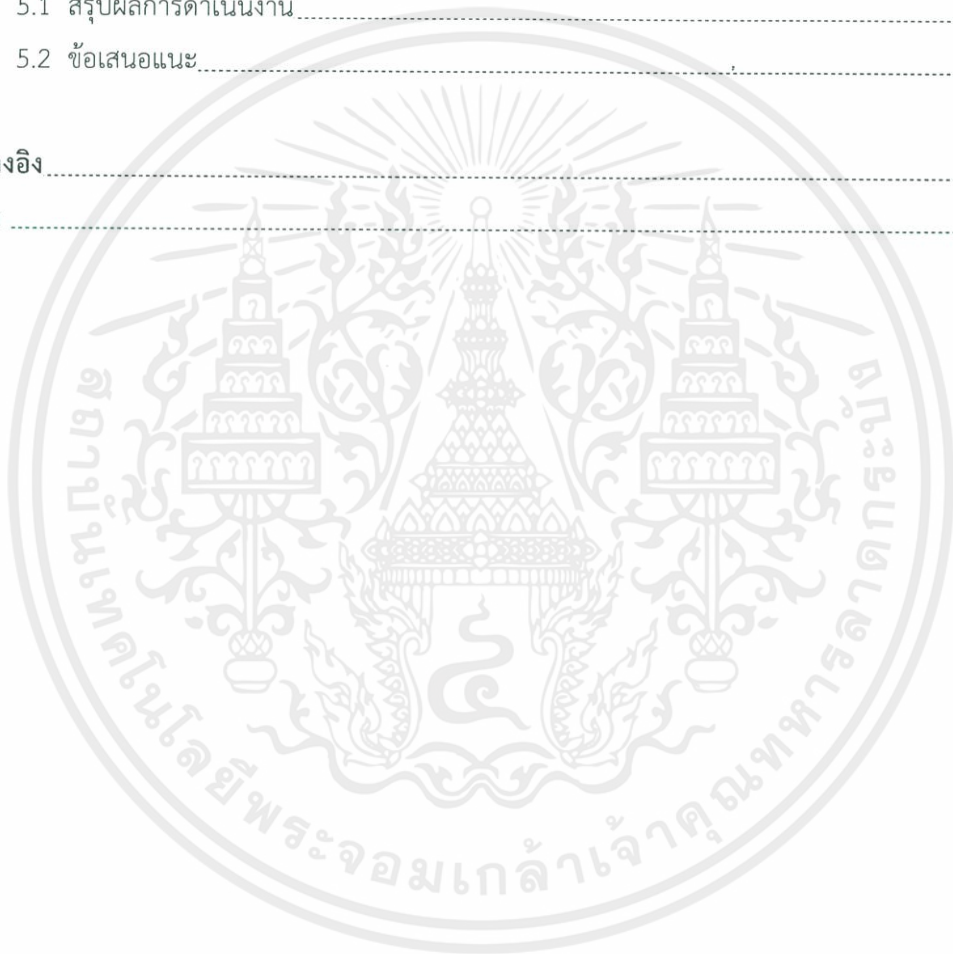 5.1 สรุปผลการดำเนินงาน
5.2 ข้อเสนอแนะ
งอิง
สถาบันเทคโนโลยีพระจอมเกล้าเจ้าคุณทหารลาดกระบัง